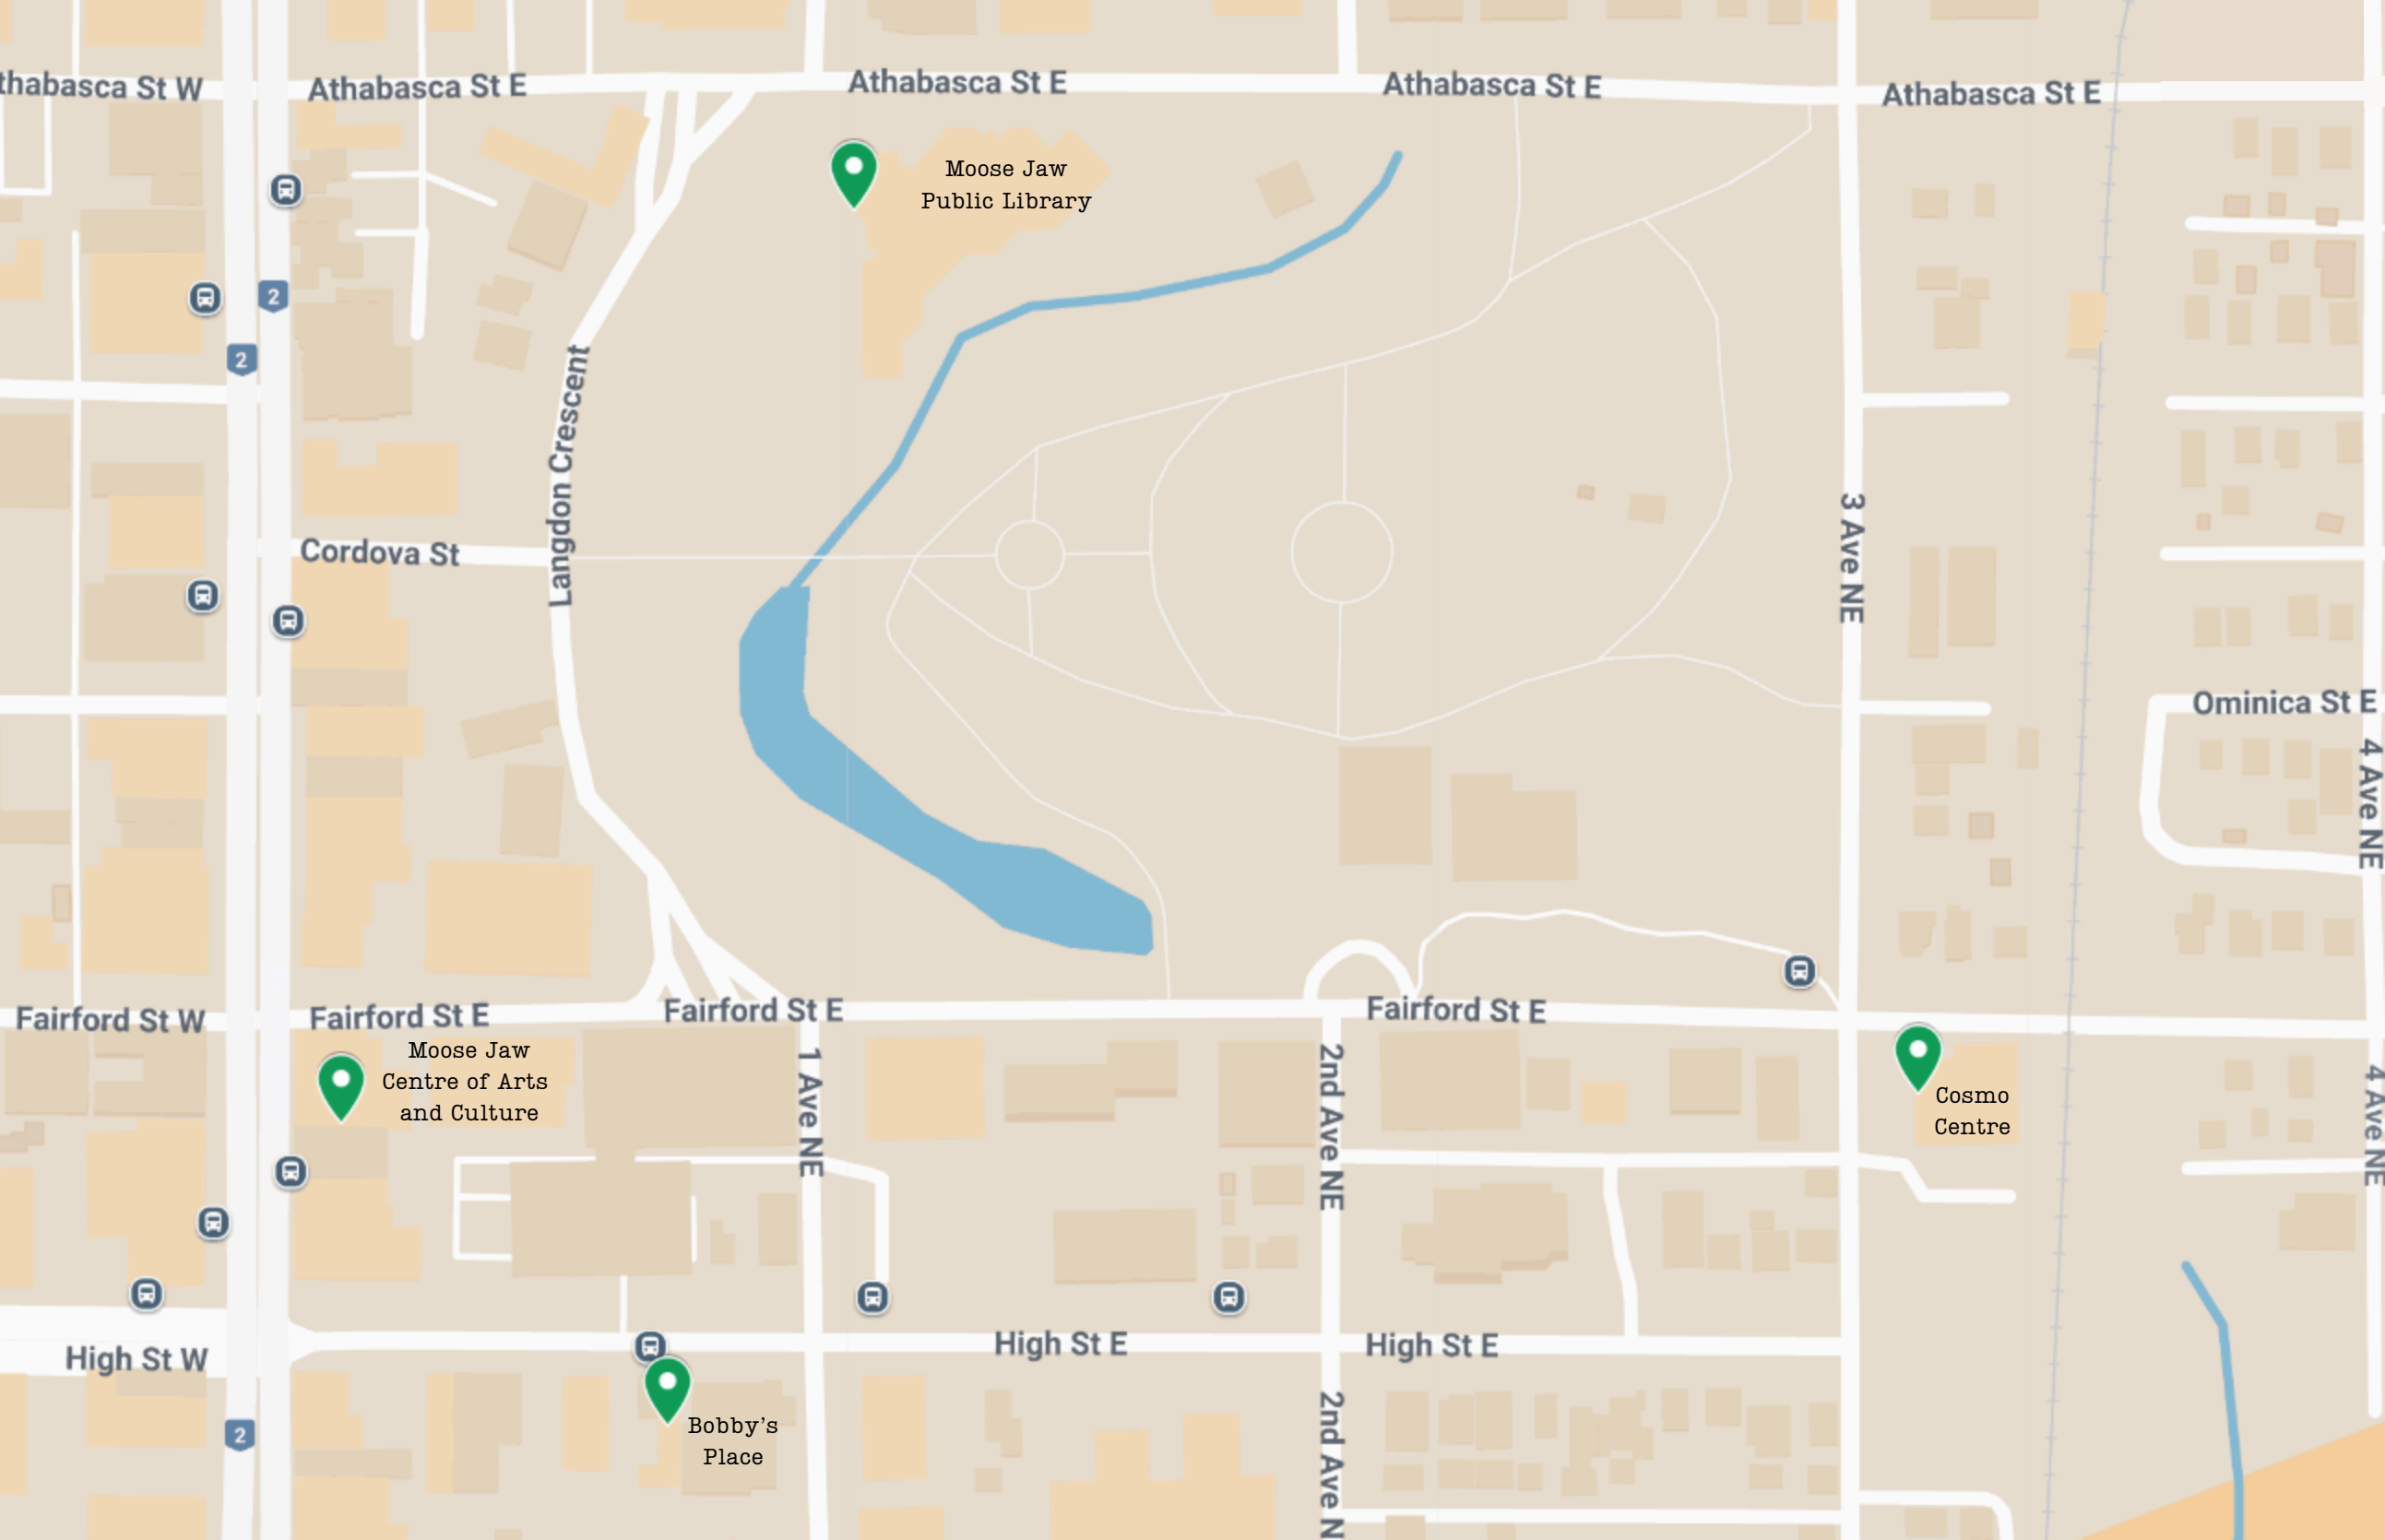 thabasca St W
Athabasca St E
Athabasca St E
Athabasca St E
Athabasca St E
Moose Jaw
Public Library
2
2
Langdon Crescent
Cordova St
3 Ave NE
Ominica St E
4 Ave NE
Fairford St W
Fairford St E
Fairford St E
Fairford St E
Moose Jaw
Centre of Arts
and Culture
1 Ave NE
2nd Ave NE
Cosmo
Centre
4 Ave NE
High St W
High St E
High St E
Bobby's
Place
2
2nd Ave N